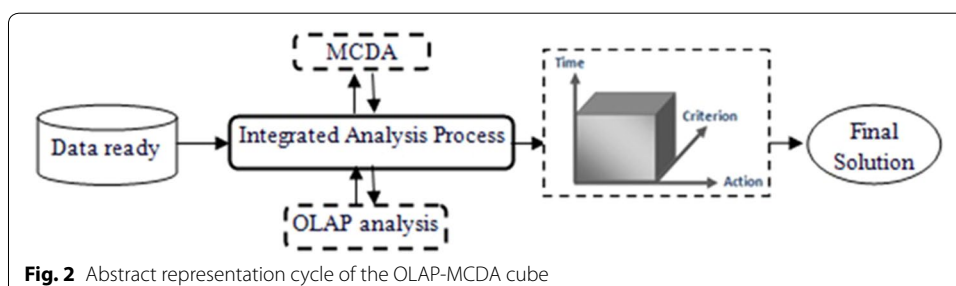 MCDA
Data ready
Integrated Analysis Process
OLAP analysis
Time
Criterion
Action
Final
Solution
Fig. 2 Abstract representation cycle of the OLAP-MCDA cube